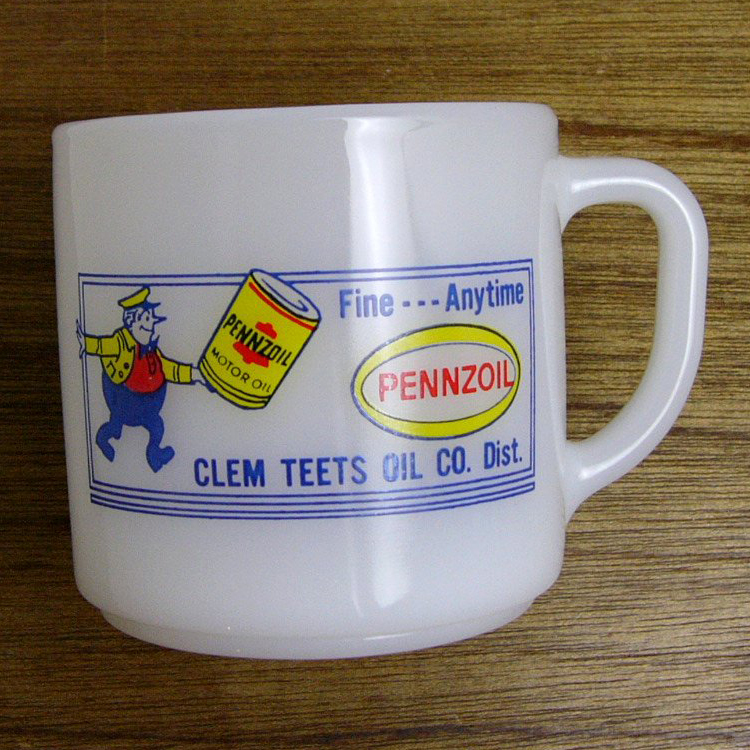 Fine --- Anytime
PENNZOIL
MOTOR OIL
PENNZOIL
CLEM TEETS OIL CO. Dist.